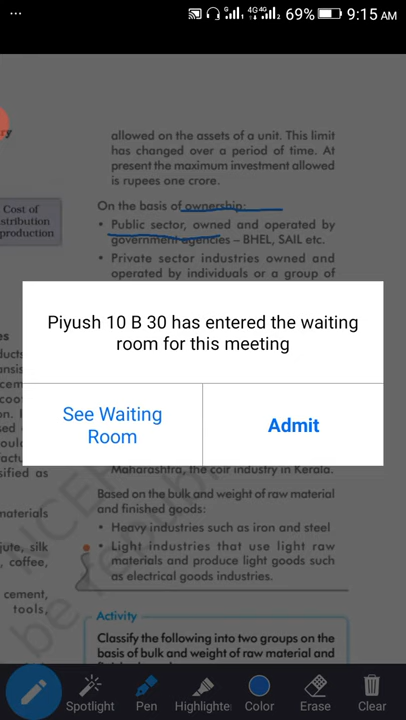 ... 4G 4G 69% 9:15 AM
ry
allowed on the assets of a unit. This limit
has changed over a period of time. At
present the maximum investment allowed
is rupees one crore.
Cost of
stribution
production
On the basis of ownership:
• Public sector, owned and operated by
government agencies – BHEL, SAIL etc.
• Private sector industries owned and
operated by individuals or a group of
Piyush 10 B 30 has entered the waiting
room for this meeting
See Waiting
Room
Admit
sified as
Maharashtra, the coir industry in Kerala.
Based on the bulk and weight of raw material
and finished goods:
materials
• Heavy industries such as iron and steel
jute, silk
, coffee,
• Light industries that use light raw
materials and produce light goods such
as electrical goods industries.
cement,
tools,
Activity
Classify the following into two groups on the
basis of bulk and weight of raw material and
Spotlight
Pen
Highlighte
Color
Erase
Clear